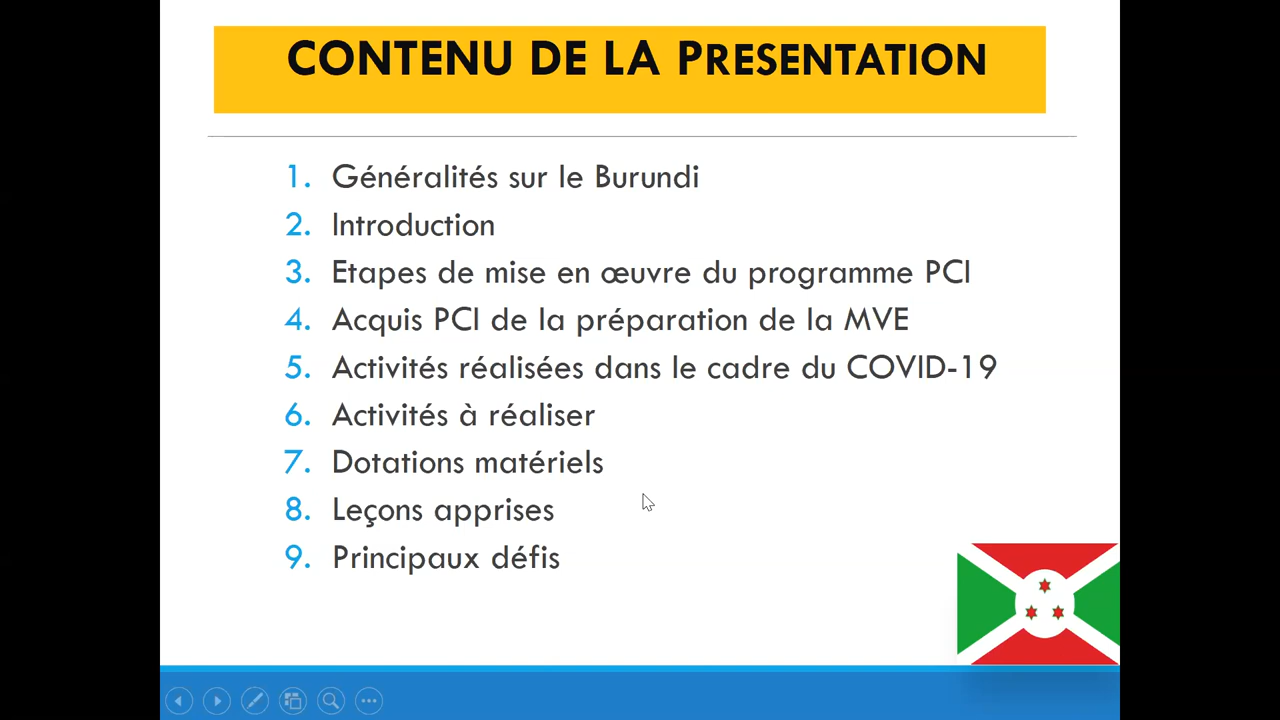 CONTENU DE LA PRESENTATION
1. Généralités sur le Burundi
2. Introduction
3. Etapes de mise en œuvre du programme PCI
4. Acquis PCI de la préparation de la MVE
5. Activités réalisées dans le cadre du COVID-19
6. Activités à réaliser
7. Dotations matériels
8. Leçons apprises
9. Principaux défis